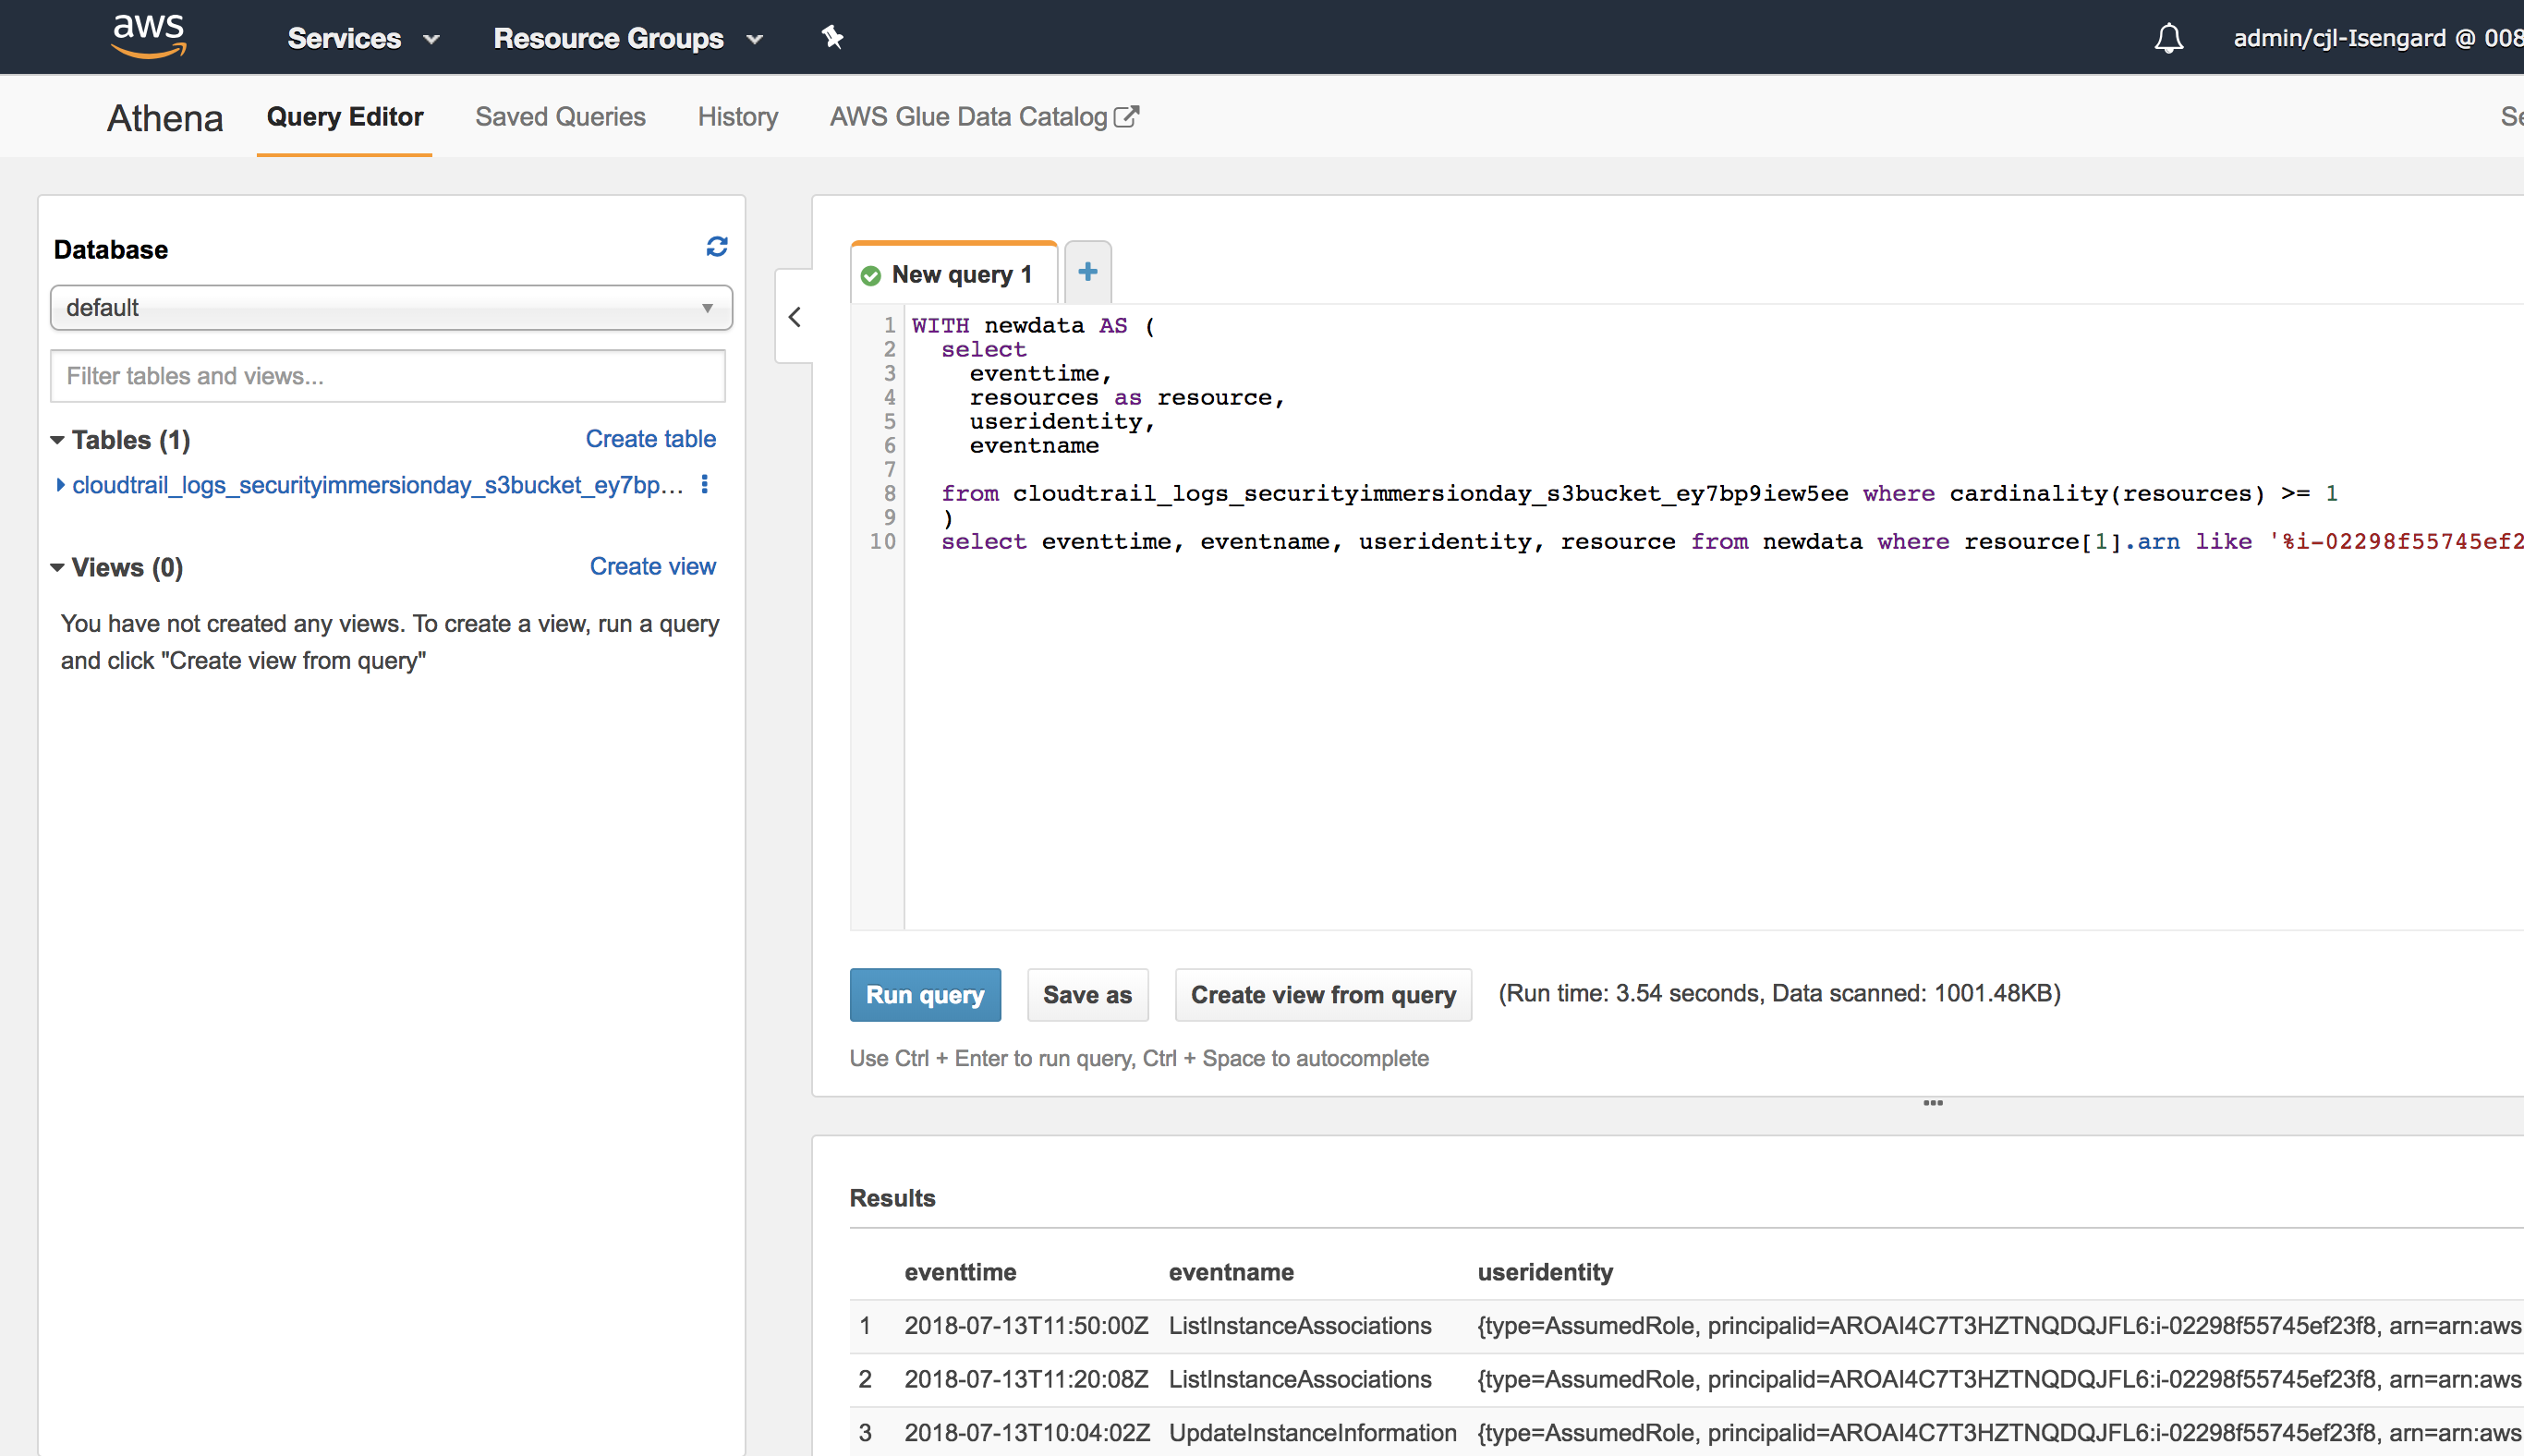 aws Services Resource Groups admin/cjl-Isengard @ 008
Athena Query Editor Saved Queries History AWS Glue Data Catalog Se
Database
default
Filter tables and views...
Tables (1) Create table
cloudtrail_logs_securityimmersionday_s3bucket_ey7bp...
Views (0) Create view
You have not created any views. To create a view, run a query
and click "Create view from query"
New query 1 +
1 WITH newdata AS (
2 select
3 eventtime,
4 resources as resource,
5 useridentity,
6 eventname
7
8 from cloudtrail_logs_securityimmersionday_s3bucket_ey7bp9iew5ee where cardinality(resources) >= 1
9 )
10 select eventtime, eventname, useridentity, resource from newdata where resource[1].arn like '%i-02298f55745ef2
Run query Save as Create view from query (Run time: 3.54 seconds, Data scanned: 1001.48KB)
Use Ctrl + Enter to run query, Ctrl + Space to autocomplete
Results
eventtime eventname useridentity
1 2018-07-13T11:50:00Z ListInstanceAssociations {type=AssumedRole, principalid=AROAI4C7T3HZTNQDQJFL6:i-02298f55745ef23f8, arn=arn:aws
2 2018-07-13T11:20:08Z ListInstanceAssociations {type=AssumedRole, principalid=AROAI4C7T3HZTNQDQJFL6:i-02298f55745ef23f8, arn=arn:aws
3 2018-07-13T10:04:02Z UpdateInstanceInformation {type=AssumedRole, principalid=AROAI4C7T3HZTNQDQJFL6:i-02298f55745ef23f8, arn=arn:aws